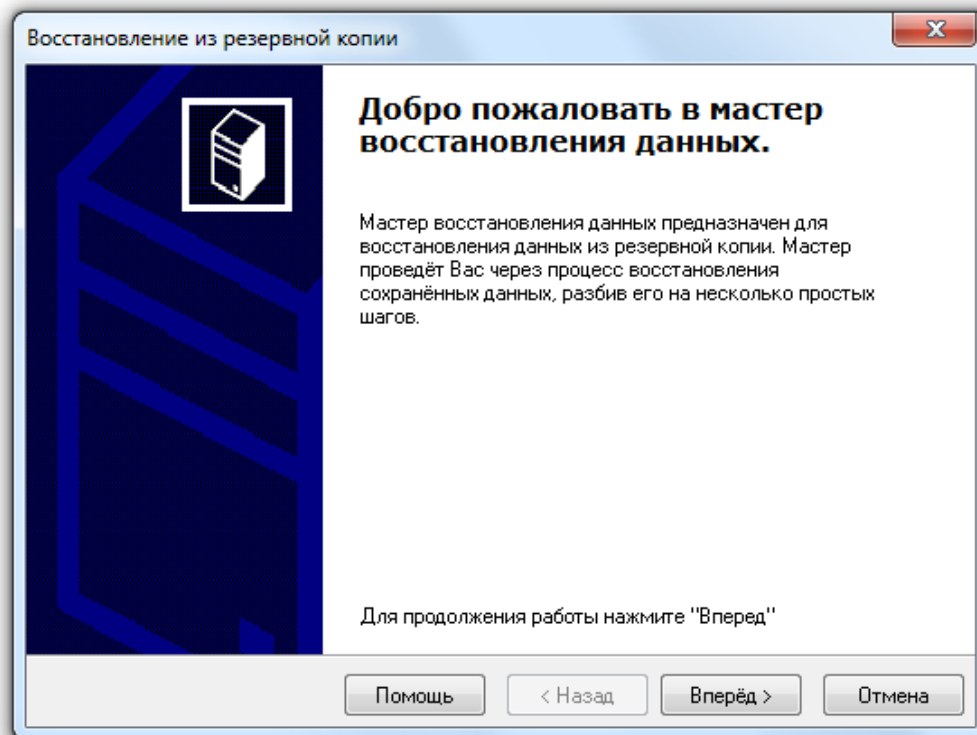 Восстановление из резервной копии
Добро пожаловать в мастер
восстановления данных.
Мастер восстановления данных предназначен для
восстановления данных из резервной копии. Мастер
проведёт Вас через процесс восстановления
сохранённых данных, разбив его на несколько простых
шагов.
Для продолжения работы нажмите "Вперед"
Помощь
< Назад
Вперёд >
Отмена